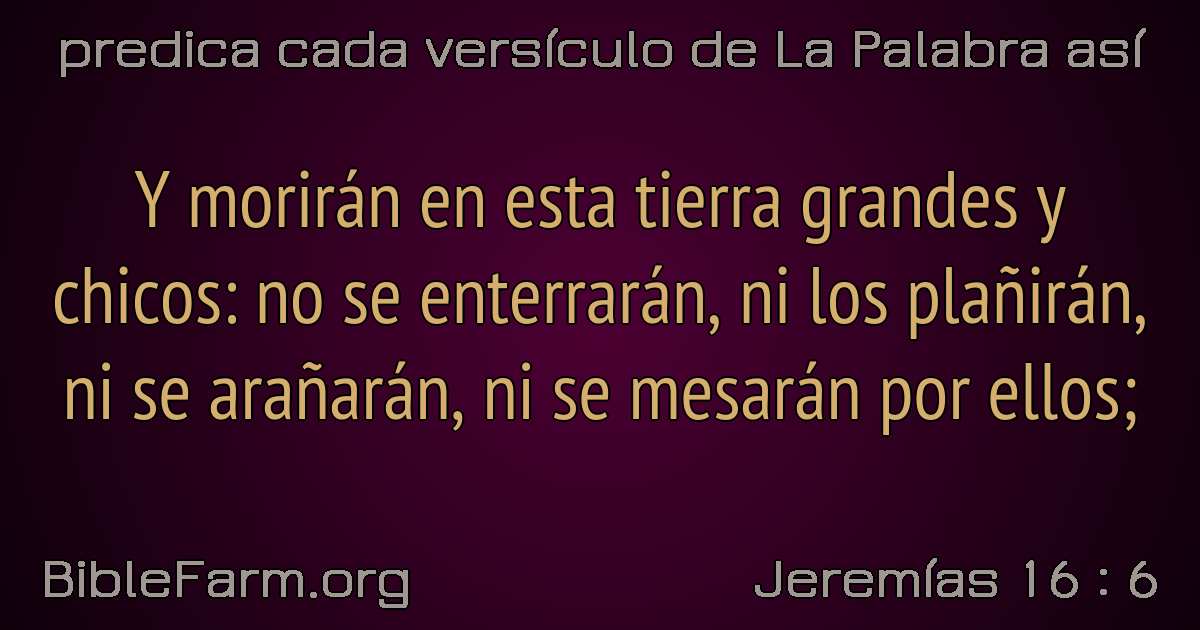 predica cada versículo de La Palabra así
Y morirán en esta tierra grandes y
chicos: no se enterrarán, ni los plañirán,
ni se arañarán, ni se mesarán por ellos;
BibleFarm.org
Jeremías 16 : 6